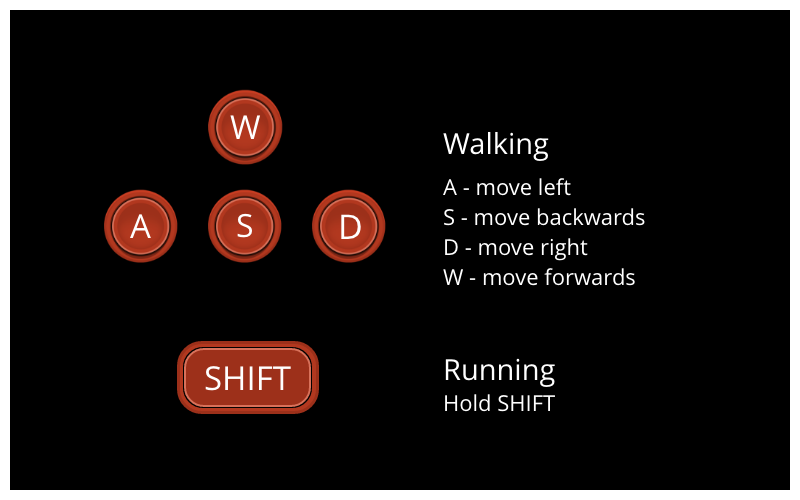 W
A
S
D
SHIFT
Walking
A - move left
S - move backwards
D - move right
W - move forwards
Running
Hold SHIFT